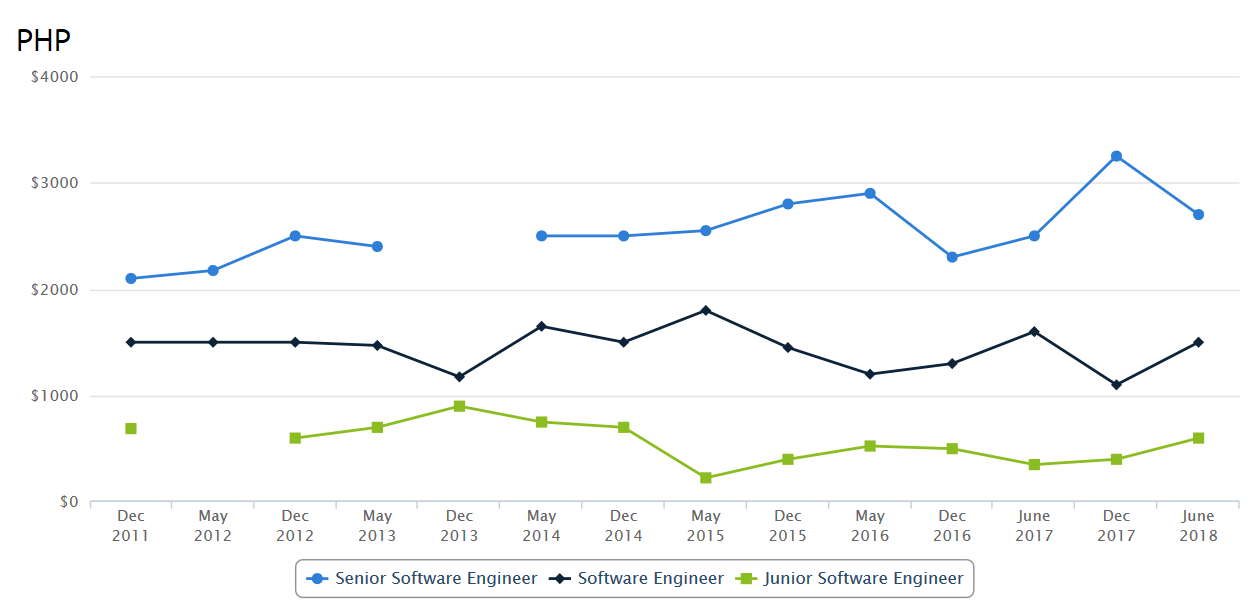 PHP
$4000
$3000
$2000
$1000
$0
Dec 2011
May 2012
Dec 2012
May 2013
Dec 2013
May 2014
Dec 2014
May 2015
Dec 2015
May 2016
Dec 2016
June 2017
Dec 2017
June 2018
Senior Software Engineer
Software Engineer
Junior Software Engineer